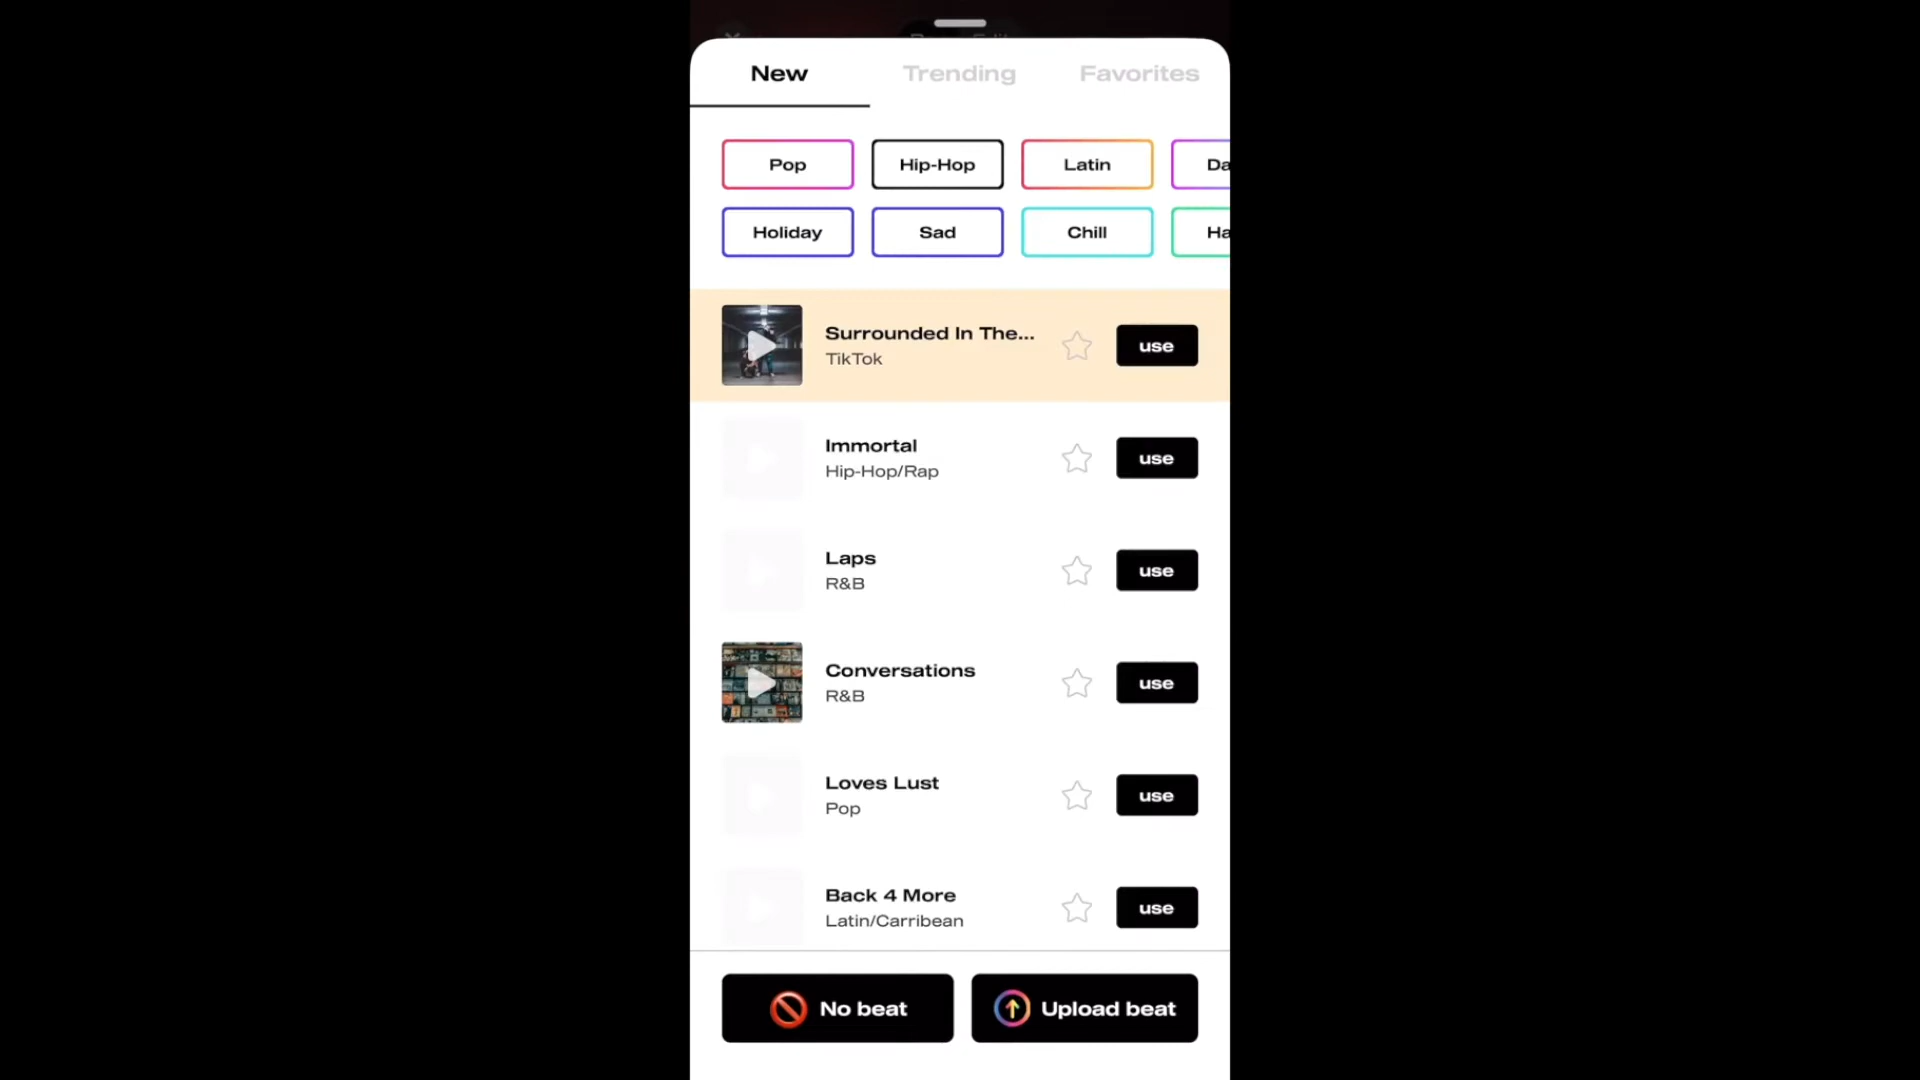 New
Trending
Favorites
Pop
Hip-Hop
Latin
Da
Holiday
Sad
Chill
Ha
Surrounded In The...
TikTok
use
Immortal
Hip-Hop/Rap
use
Laps
R&B
use
Conversations
R&B
use
Loves Lust
Pop
use
Back 4 More
Latin/Carribean
use
No beat
Upload beat